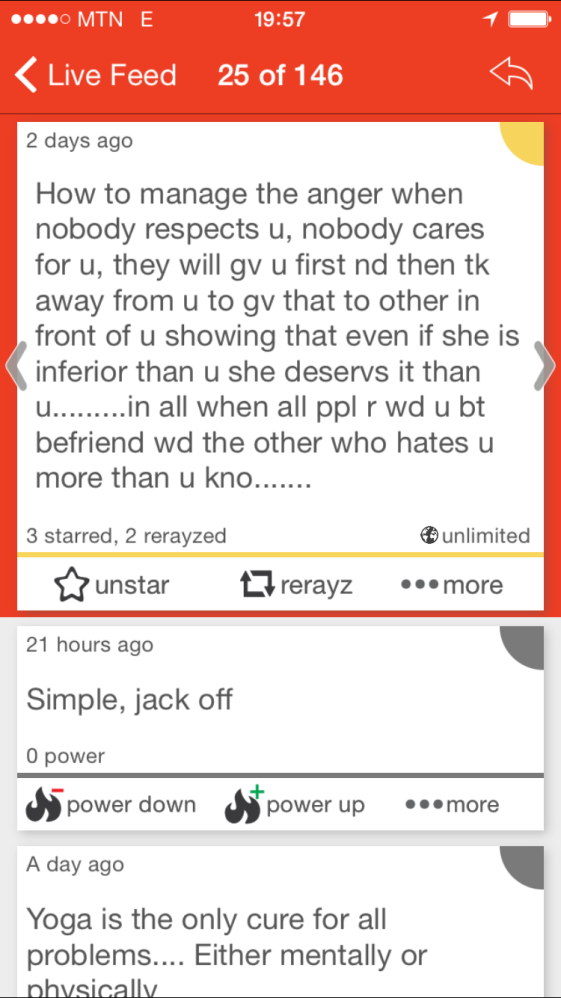 MTN E 19:57
Live Feed 25 of 146
2 days ago
How to manage the anger when
nobody respects u, nobody cares
for u, they will gv u first nd then tk
away from u to gv that to other in
front of u showing that even if she is
inferior than u she deservs it than
u.........in all when all ppl r wd u bt
befriend wd the other who hates u
more than u kno.......
3 starred, 2 rerayzed unlimited
unstar rerayz •••more
21 hours ago
Simple, jack off
0 power
power down power up •••more
A day ago
Yoga is the only cure for all
problems.... Either mentally or
physically